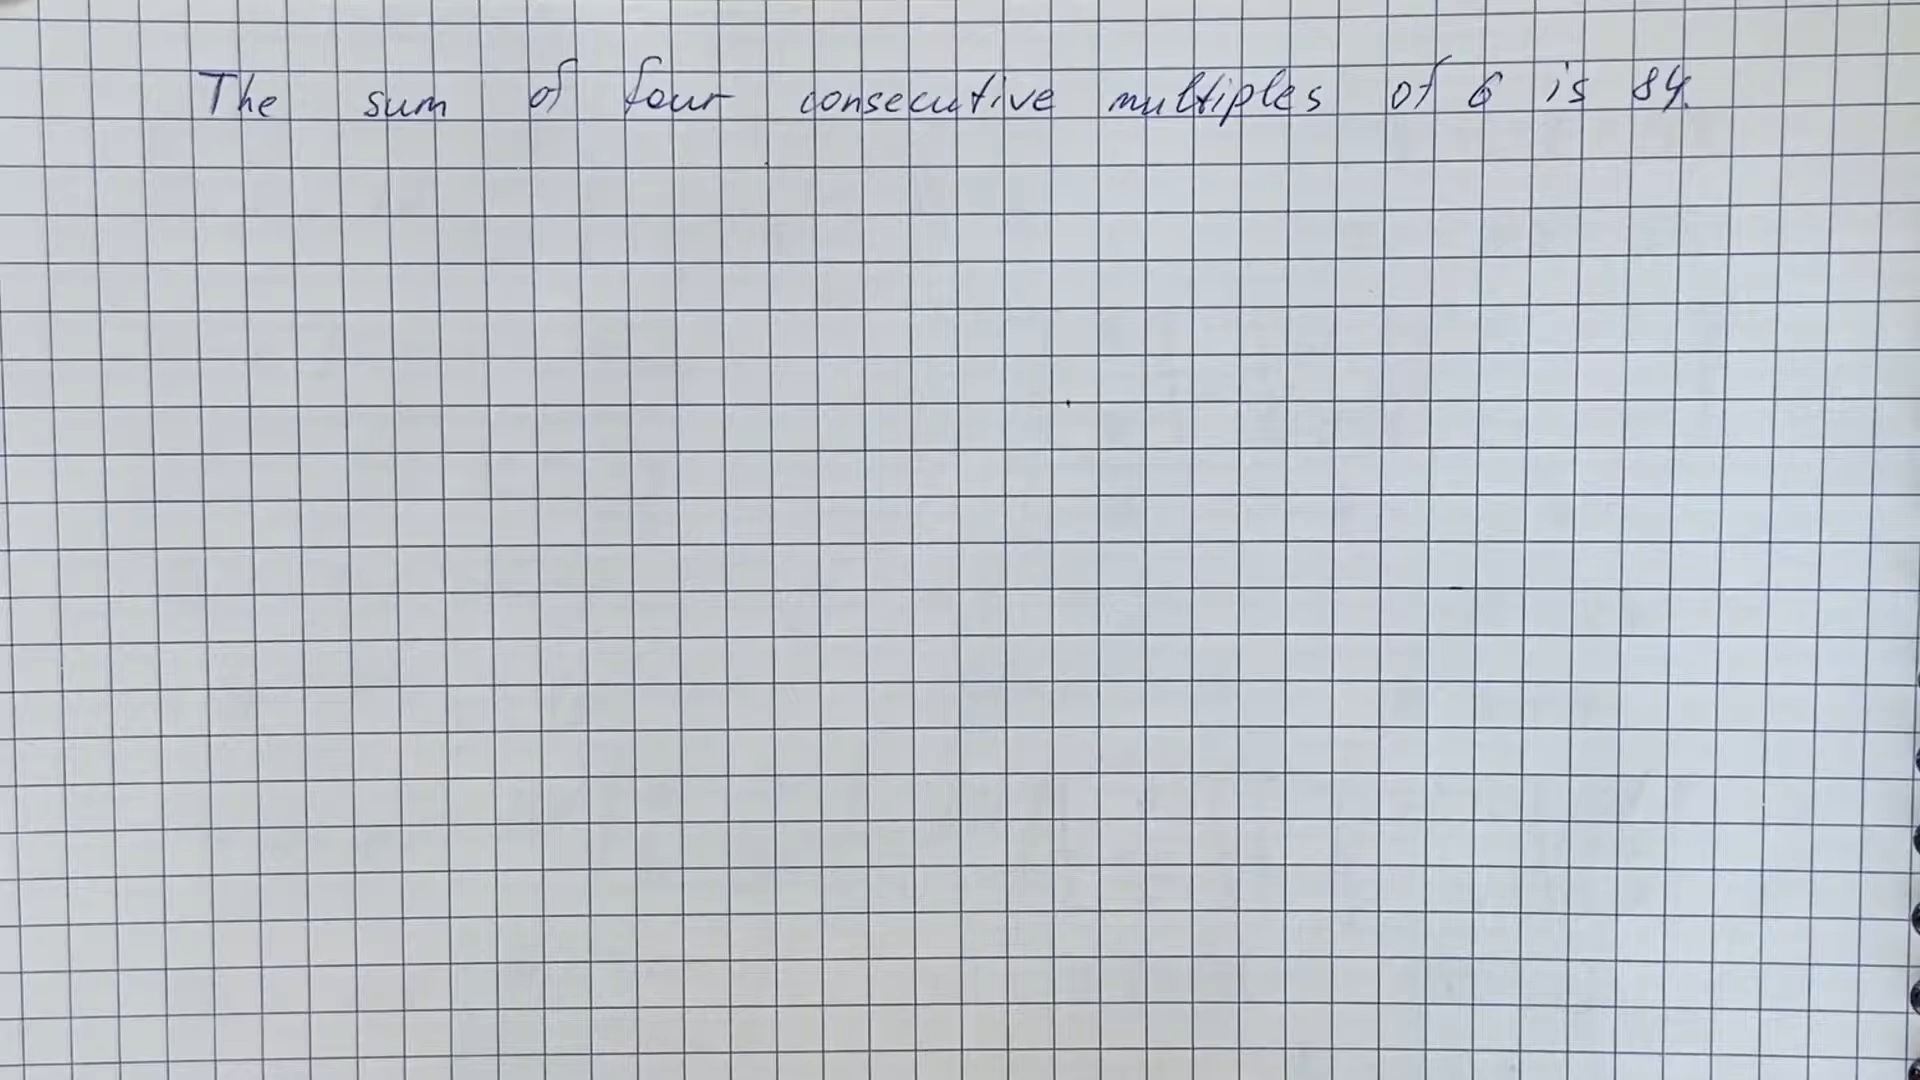 The sum of four consecutive multiples of 6 is 84.